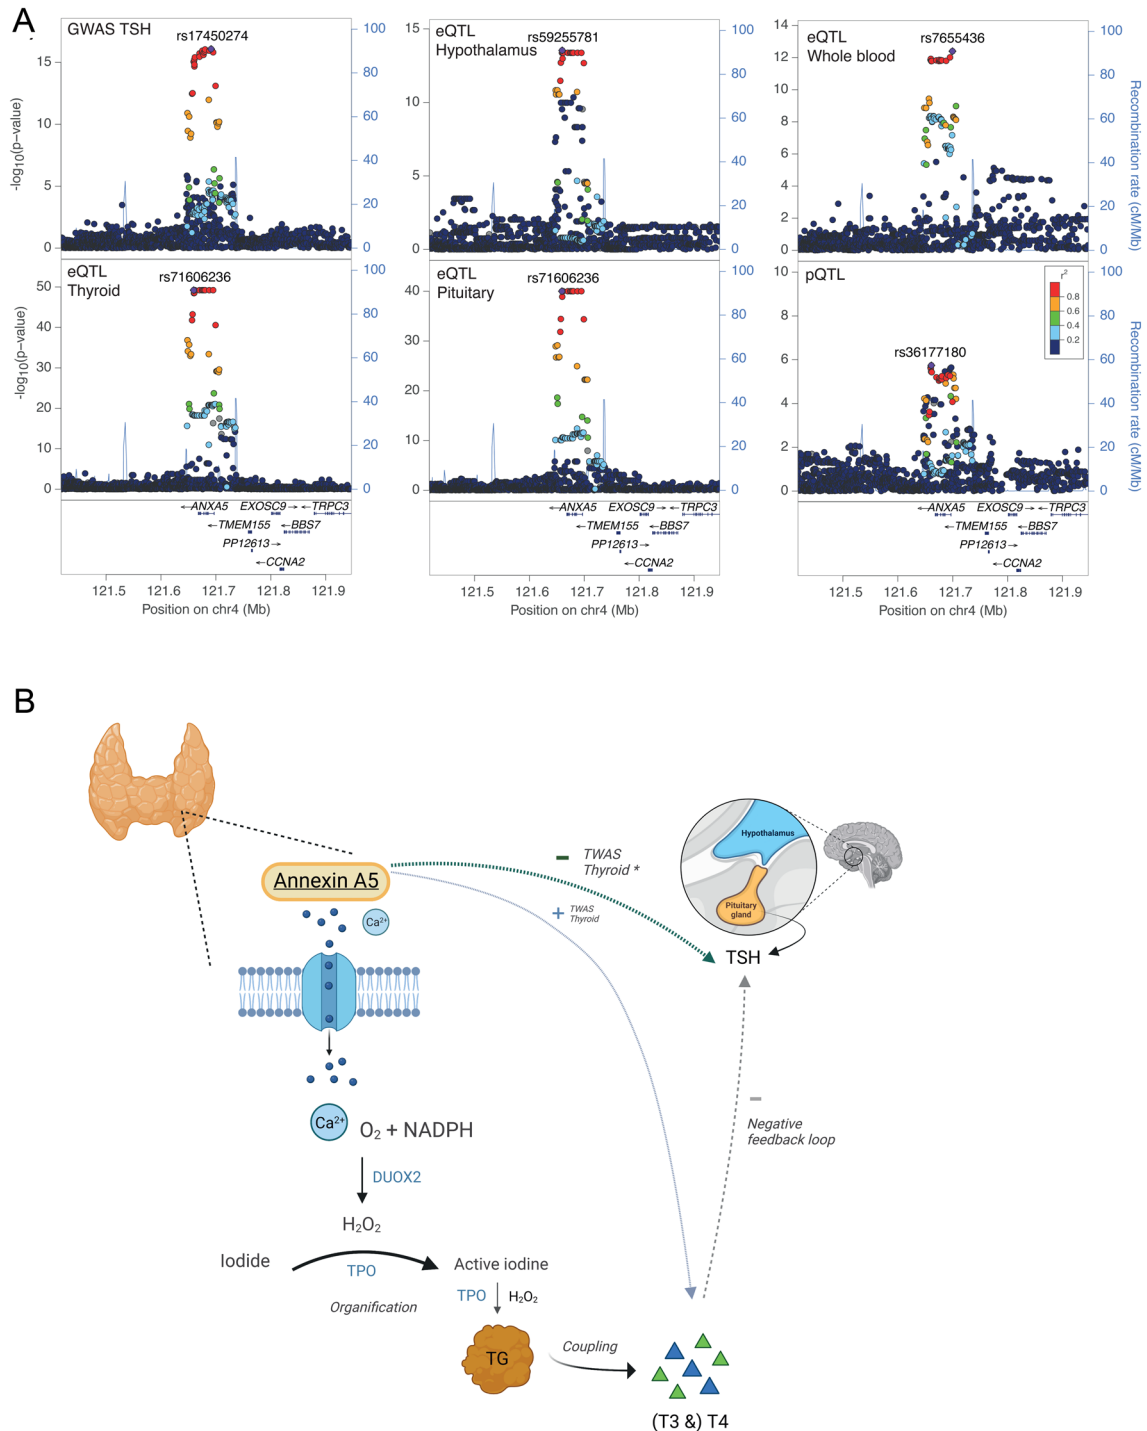 A
GWAS TSH
rs17450274
-log10(p-value)
15
10
5
0
100
80
60
40
20
0
eQTL
Hypothalamus
rs59255781
15
10
5
0
100
80
60
40
20
0
eQTL
Whole blood
rs7655436
14
12
10
8
6
4
2
0
100
80
60
40
20
0
Recombination rate (cM/Mb)
eQTL
Thyroid
rs71606236
-log10(p-value)
50
40
30
20
10
0
100
80
60
40
20
0
eQTL
Pituitary
rs71606236
40
30
20
10
0
100
80
60
40
20
0
pQTL
rs36177180
10
8
6
4
2
0
r²
0.8
0.6
0.4
0.2
100
80
60
40
20
0
Recombination rate (cM/Mb)
←ANXA5 EXOSC9→ ←TRPC3
←TMEM155 ←BBS7
PP12613→
←CCNA2
121.5 121.6 121.7 121.8 121.9
Position on chr4 (Mb)
←ANXA5 EXOSC9→ ←TRPC3
←TMEM155 ←BBS7
PP12613→
←CCNA2
121.5 121.6 121.7 121.8 121.9
Position on chr4 (Mb)
←ANXA5 EXOSC9→ ←TRPC3
←TMEM155 ←BBS7
PP12613→
←CCNA2
121.5 121.6 121.7 121.8 121.9
Position on chr4 (Mb)
B
Hypothalamus
Pituitary
gland
TSH
− TWAS
Thyroid *
+ TWAS
Thyroid
Annexin A5
Ca²⁺
Ca²⁺
O₂ + NADPH
DUOX2
H₂O₂
Iodide
TPO
Active iodine
Organification
TPO
H₂O₂
TG
Coupling
−
Negative
feedback loop
(T3 &) T4